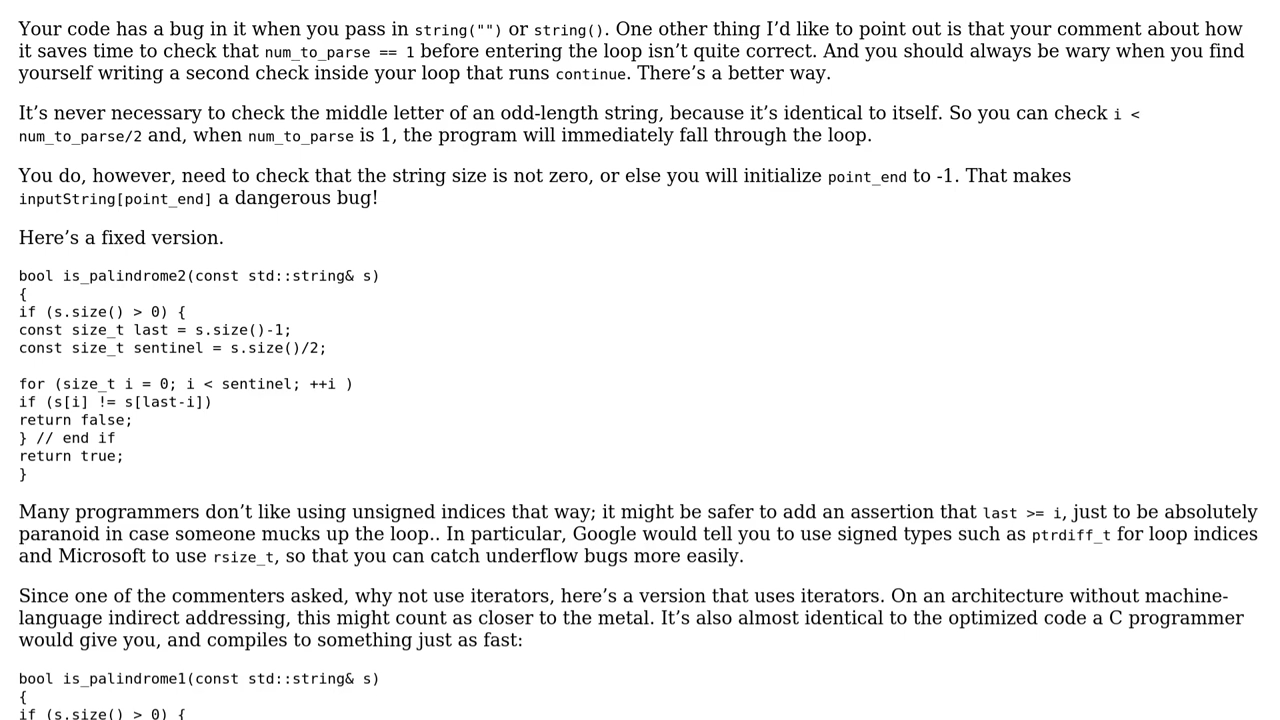 Your code has a bug in it when you pass in string("") or string(). One other thing I’d like to point out is that your comment about how
it saves time to check that num_to_parse == 1 before entering the loop isn’t quite correct. And you should always be wary when you find
yourself writing a second check inside your loop that runs continue. There’s a better way.
It’s never necessary to check the middle letter of an odd-length string, because it’s identical to itself. So you can check i <
num_to_parse/2 and, when num_to_parse is 1, the program will immediately fall through the loop.
You do, however, need to check that the string size is not zero, or else you will initialize point_end to -1. That makes
inputString[point_end] a dangerous bug!
Here’s a fixed version.
bool is_palindrome2(const std::string& s)
{
if (s.size() > 0) {
const size_t last = s.size()-1;
const size_t sentinel = s.size()/2;
for (size_t i = 0; i < sentinel; ++i )
if (s[i] != s[last-i])
return false;
} // end if
return true;
}
Many programmers don’t like using unsigned indices that way; it might be safer to add an assertion that last >= i, just to be absolutely
paranoid in case someone mucks up the loop.. In particular, Google would tell you to use signed types such as ptrdiff_t for loop indices
and Microsoft to use rsize_t, so that you can catch underflow bugs more easily.
Since one of the commenters asked, why not use iterators, here’s a version that uses iterators. On an architecture without machine-
language indirect addressing, this might count as closer to the metal. It’s also almost identical to the optimized code a C programmer
would give you, and compiles to something just as fast:
bool is_palindrome1(const std::string& s)
{
if (s.size() > 0) {